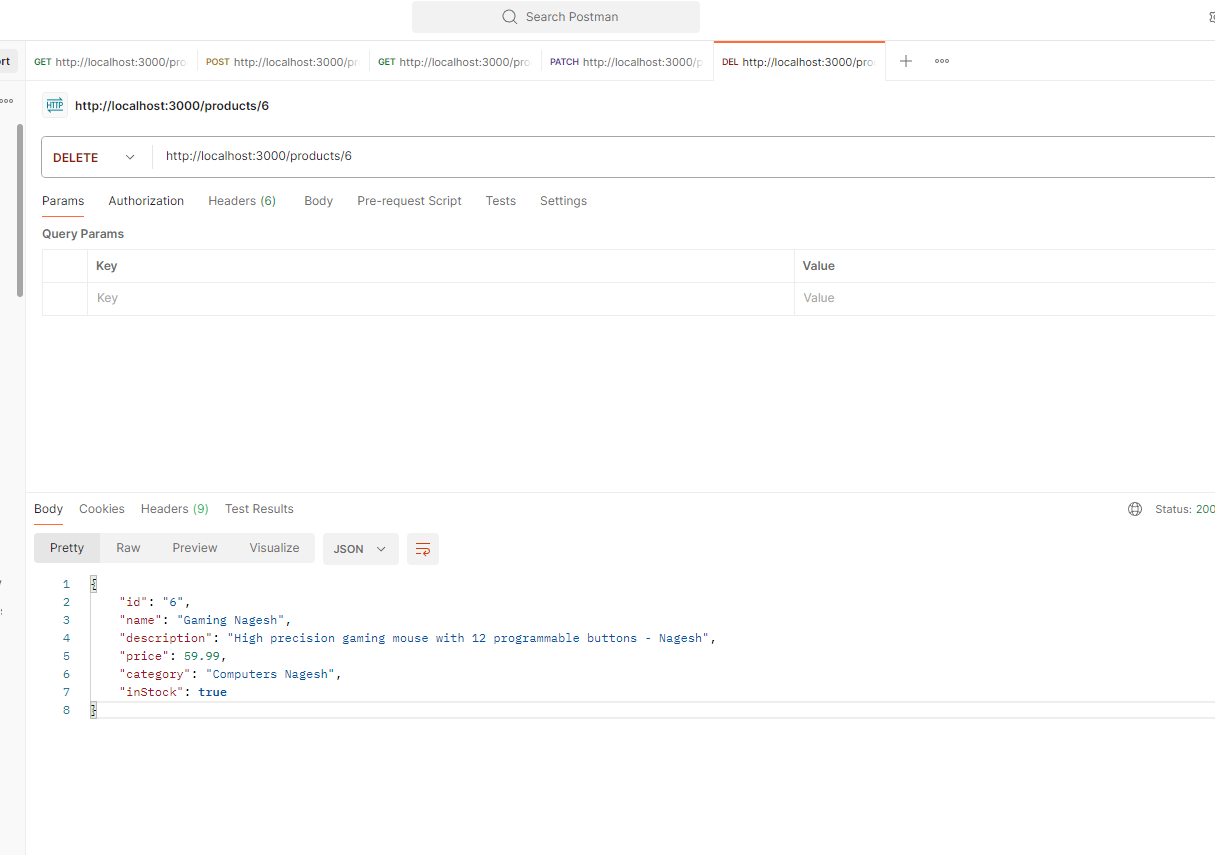 Search Postman
rt GET http://localhost:3000/pro POST http://localhost:3000/pr GET http://localhost:3000/pro PATCH http://localhost:3000/p DEL http://localhost:3000/pro
HTTP http://localhost:3000/products/6
DELETE http://localhost:3000/products/6
Params Authorization Headers (6) Body Pre-request Script Tests Settings
Query Params
Key Value
Key Value
Body Cookies Headers (9) Test Results Status: 200
Pretty Raw Preview Visualize JSON
1 {
2 "id": "6",
3 "name": "Gaming Nagesh",
4 "description": "High precision gaming mouse with 12 programmable buttons - Nagesh",
5 "price": 59.99,
6 "category": "Computers Nagesh",
7 "inStock": true
8 }